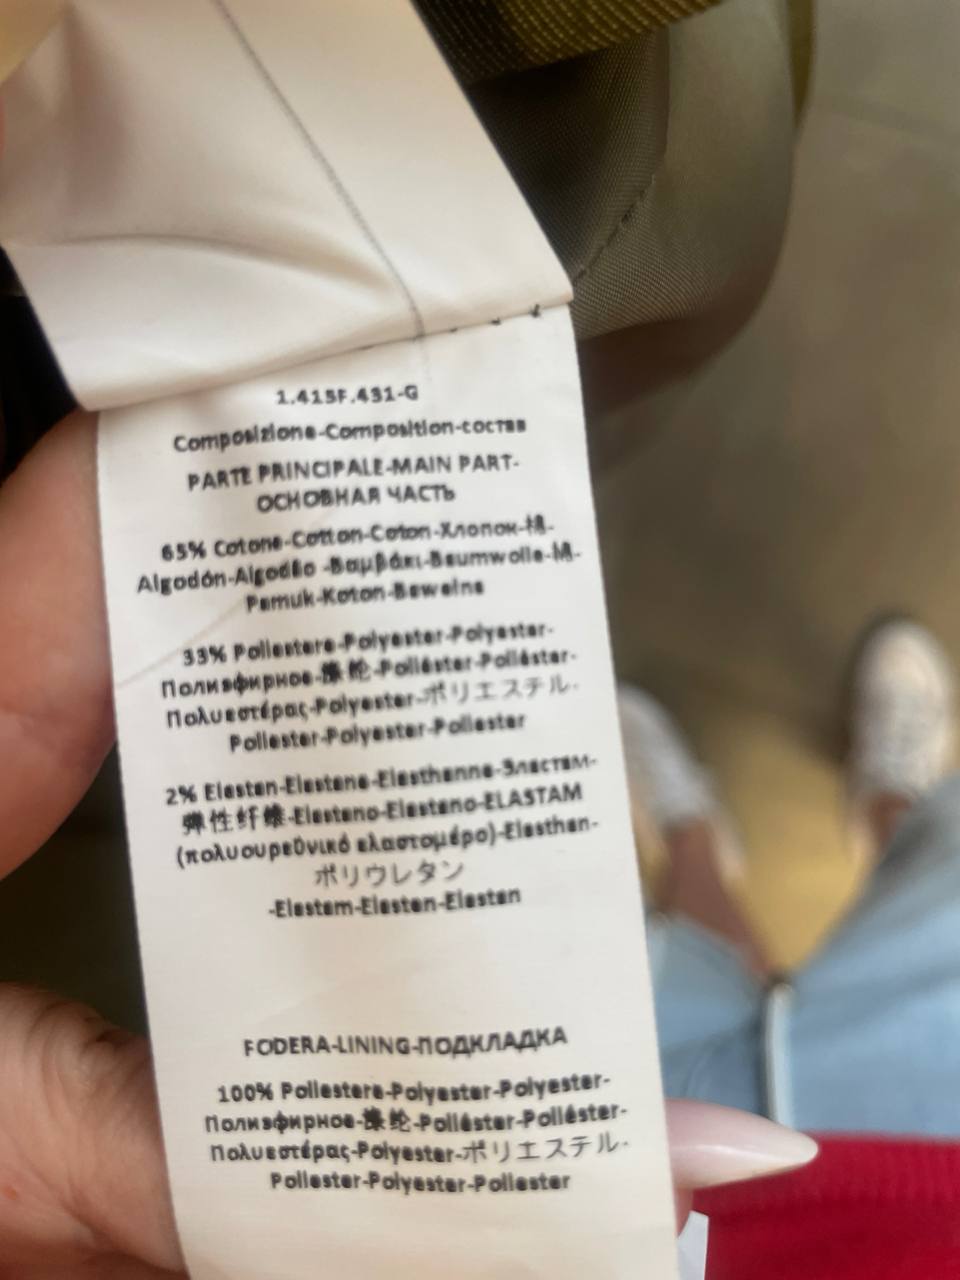 1.415F.431-G
Composizione-Composition-состав
PARTE PRINCIPALE-MAIN PART-
ОСНОВНАЯ ЧАСТЬ
65% Cotone-Cotton-Coton-Хлопок-棉-
Algodón-Algodão -Βαμβάκι-Baumwolle-綿-
Pamuk-Koton-Bawełna
33% Poliestere-Polyester-Polyester-
Полиэфирное-涤纶-Poliéster-Poliéster-
Πολυεστέρας-Polyester-ポリエステル-
Poliester-Polyester-Poliester
2% Elastan-Elastane-Elasthanne-Эластам-
弹性纤维-Elastano-Elastano-ELASTAM
(πολυουρεθνικό ελαστομέρο)-Elasthan-
ポリウレタン
-Elastam-Elastan-Elastan
FODERA-LINING-ПОДКЛАДКА
100% Poliestere-Polyester-Polyester-
Полиэфирное-涤纶-Poliéster-Poliéster-
Πολυεστέρας-Polyester-ポリエステル-
Poliester-Polyester-Poliester